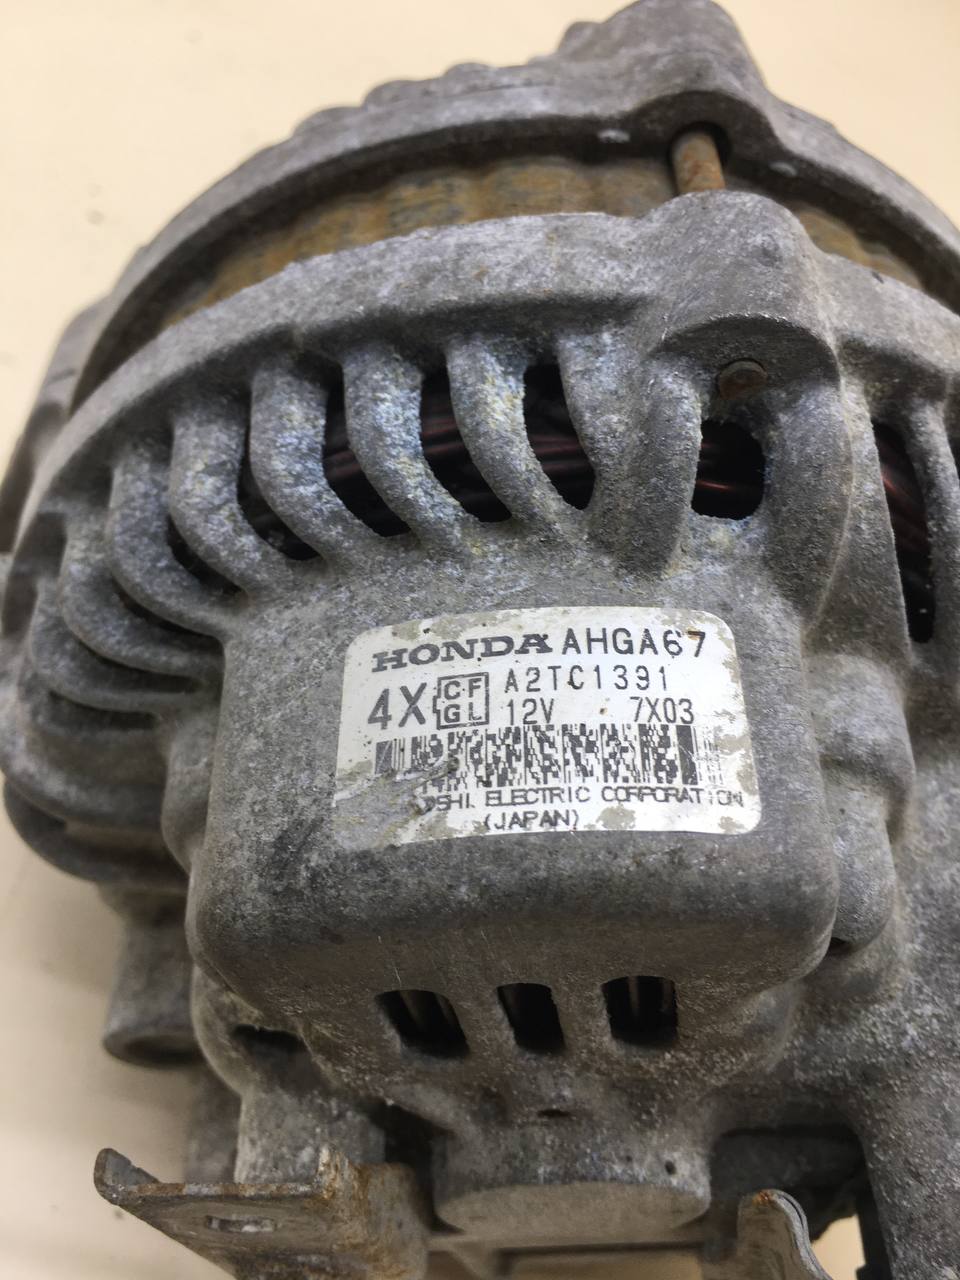 HONDA AHGA67
4X CF GL A2TC1391
12V 7X03
ELECTRIC CORPORATION
(JAPAN)